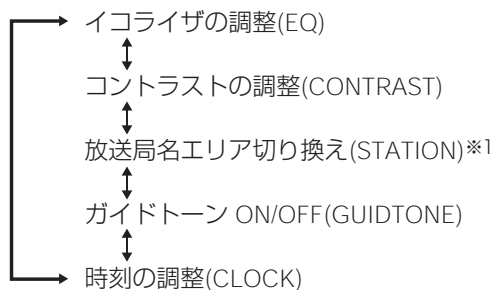 イコライザの調整(EQ)
コントラストの調整(CONTRAST)
放送局名エリア切り換え(STATION)※1
ガイドトーン ON/OFF(GUIDTONE)
時刻の調整(CLOCK)